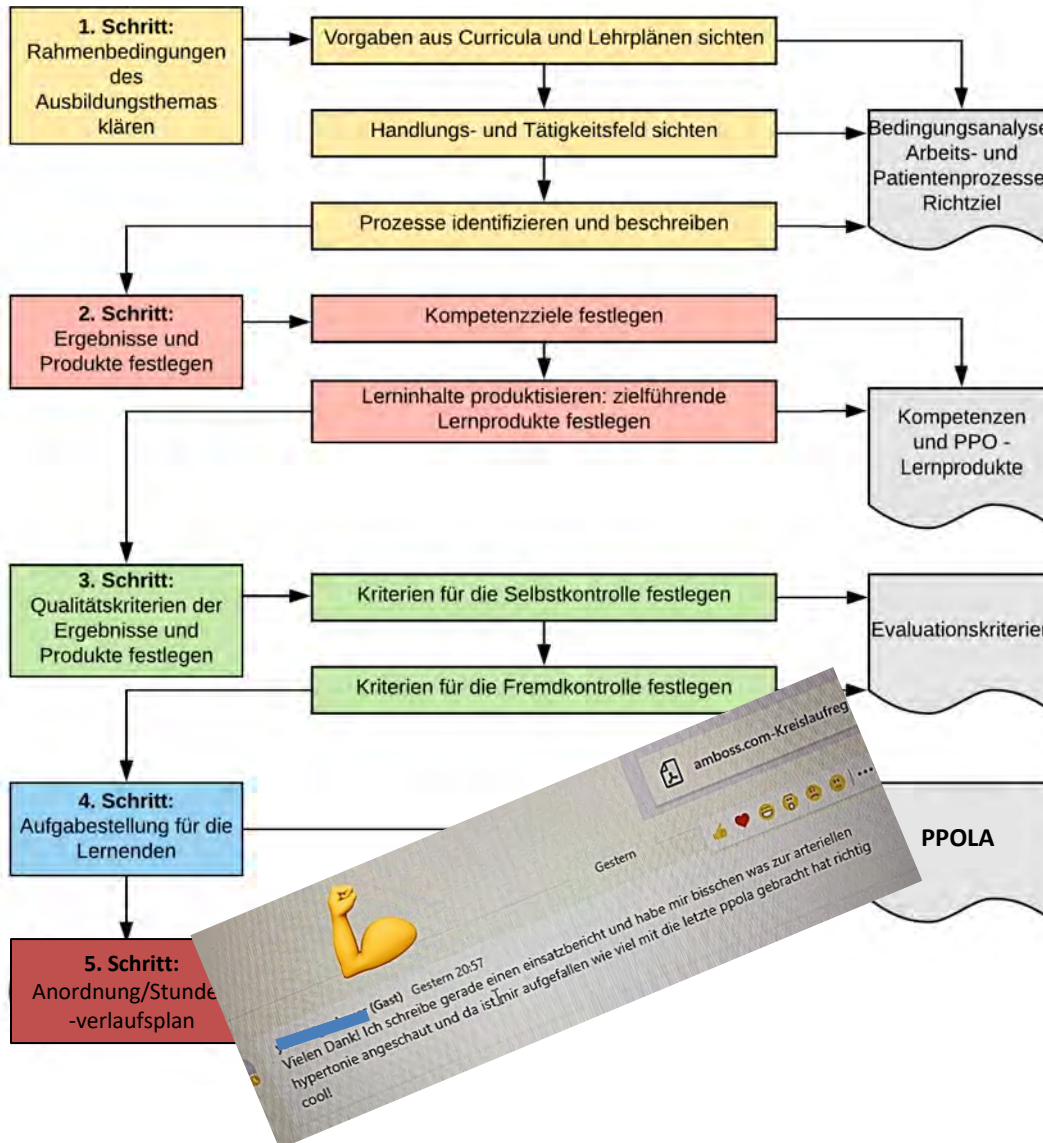 1. Schritt:
Rahmenbedingungen
des
Ausbildungsthemas
klären
Vorgaben aus Curricula und Lehrplänen sichten
Handlungs- und Tätigkeitsfeld sichten
Prozesse identifizieren und beschreiben
Bedingungsanalyse
Arbeits- und
Patientenprozesse
Richtziel
2. Schritt:
Ergebnisse und
Produkte festlegen
Kompetenzziele festlegen
Lerninhalte produktisieren: zielführende
Lernprodukte festlegen
Kompetenzen
und PPO -
Lernprodukte
3. Schritt:
Qualitätskriterien der
Ergebnisse und
Produkte festlegen
Kriterien für die Selbstkontrolle festlegen
Kriterien für die Fremdkontrolle festlegen
Evaluationskriterien
4. Schritt:
Aufgabestellung für die
Lernenden
PPOLA
5. Schritt:
Anordnung/Stunde
-verlaufsplan
amboss.com-Kreislaufreg
Gestern
(Gast) Gestern 20:57
Vielen Dank! Ich schreibe gerade einen einsatzbericht und habe mir bisschen was zur arteriellen
hypertonie angeschaut und da ist mir aufgefallen wie viel mit die letzte ppola gebracht hat richtig
cool!